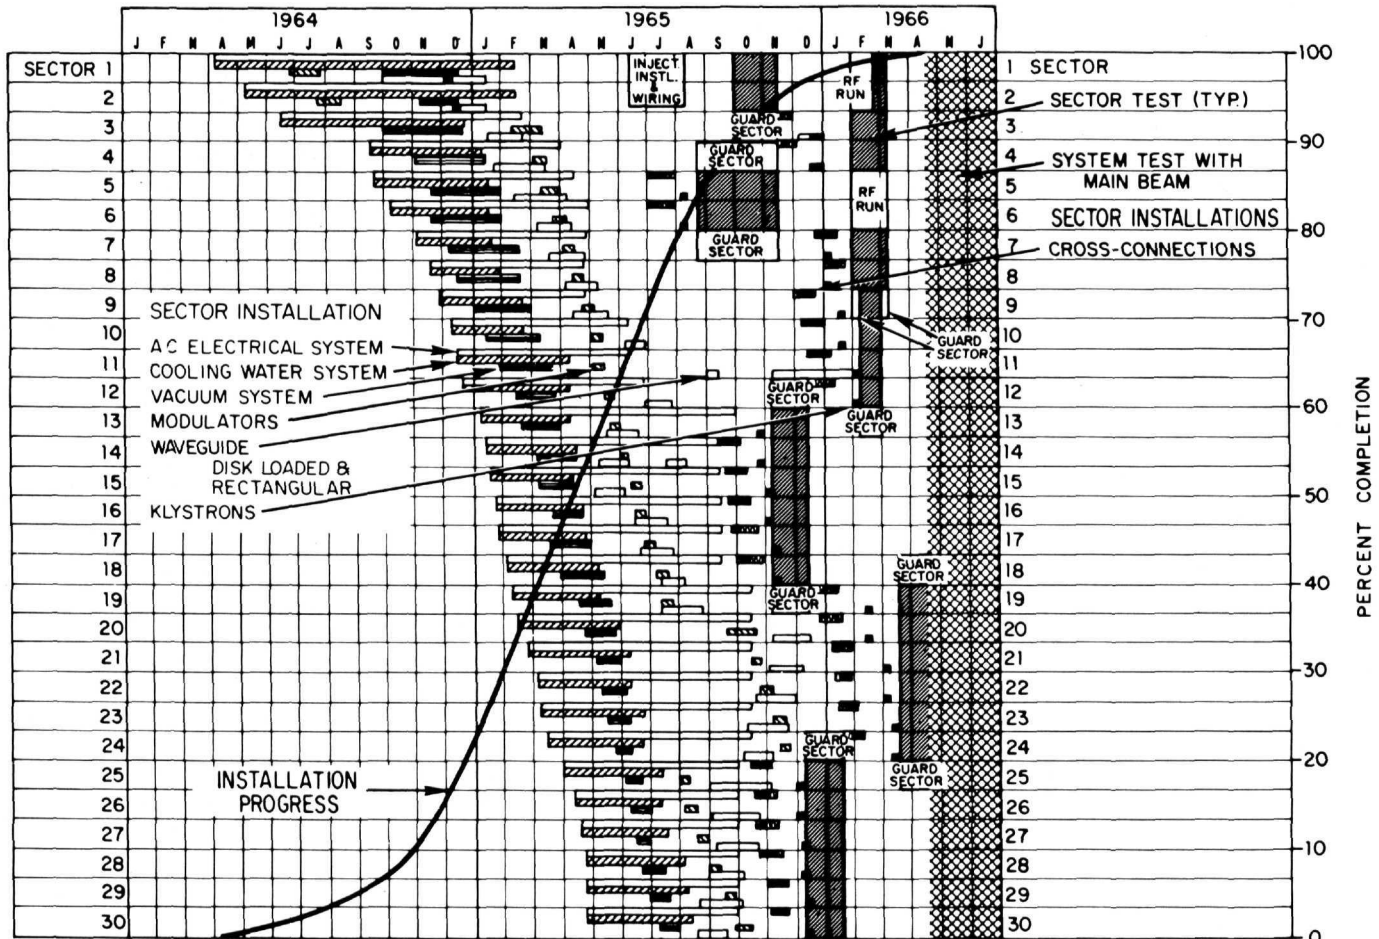 1964 1965 1966
J F M A M J J A S O N D J F M A M J J A S O N D J F M A M J
SECTOR 1
2
3
4
5
6
7
8
9
10
11
12
13
14
15
16
17
18
19
20
21
22
23
24
25
26
27
28
29
30
SECTOR INSTALLATION
AC ELECTRICAL SYSTEM
COOLING WATER SYSTEM
VACUUM SYSTEM
MODULATORS
WAVEGUIDE
DISK LOADED &
RECTANGULAR
KLYSTRONS
INSTALLATION
PROGRESS
INJECT.
INSTL.
&
WIRING
GUARD
SECTOR
GUARD
SECTOR
GUARD
SECTOR
GUARD
SECTOR
GUARD
SECTOR
GUARD
SECTOR
RF
RUN
RF
RUN
GUARD
SECTOR
GUARD
SECTOR
GUARD
SECTOR
GUARD
SECTOR
1 SECTOR
2
3
4
5
6
7
8
9
10
11
12
13
14
15
16
17
18
19
20
21
22
23
24
25
26
27
28
29
30
SECTOR TEST (TYP.)
SYSTEM TEST WITH
MAIN BEAM
SECTOR INSTALLATIONS
CROSS-CONNECTIONS
100
90
80
70
60
50
40
30
20
10
0
PERCENT COMPLETION